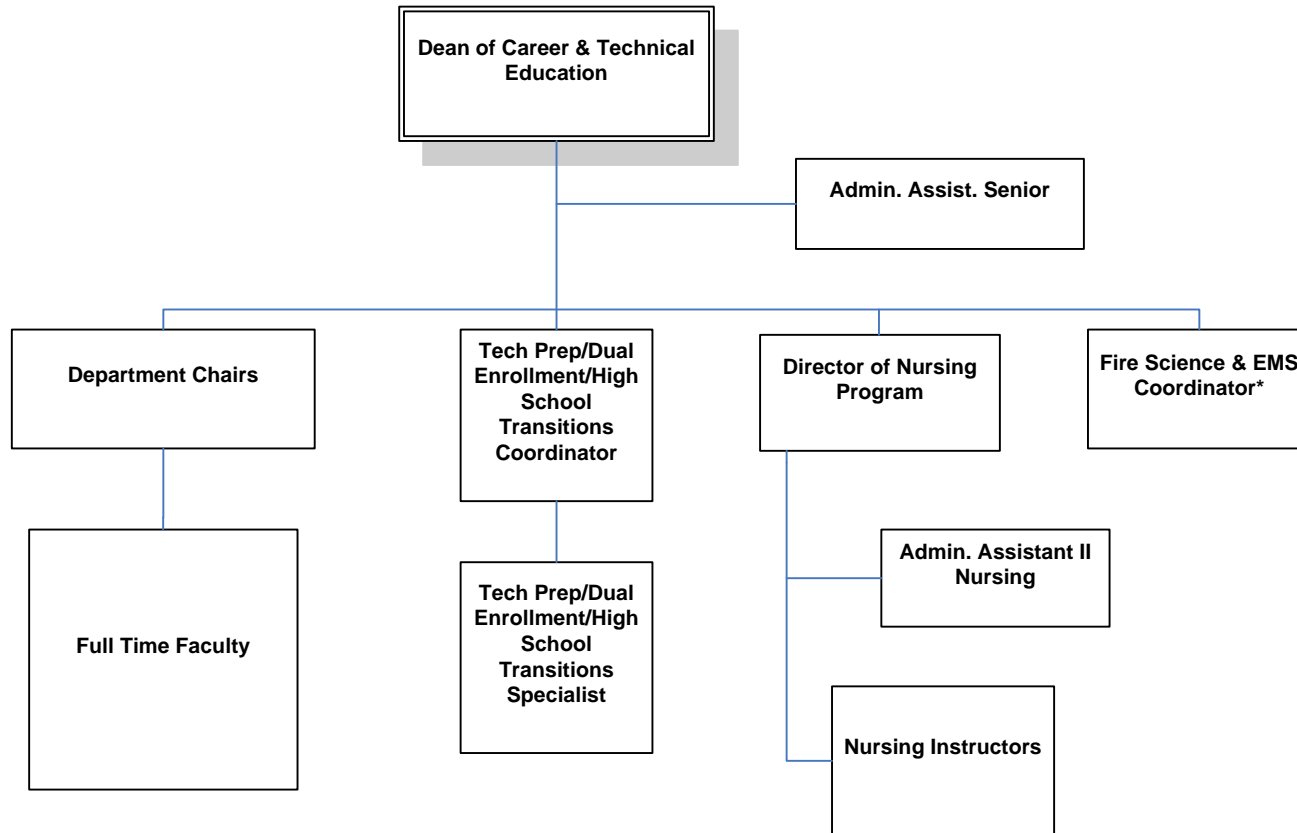 Dean of Career & Technical
Education
Admin. Assist. Senior
Department Chairs
Tech Prep/Dual
Enrollment/High
School
Transitions
Coordinator
Director of Nursing
Program
Fire Science & EMS
Coordinator*
Full Time Faculty
Tech Prep/Dual
Enrollment/High
School
Transitions
Specialist
Admin. Assistant II
Nursing
Nursing Instructors